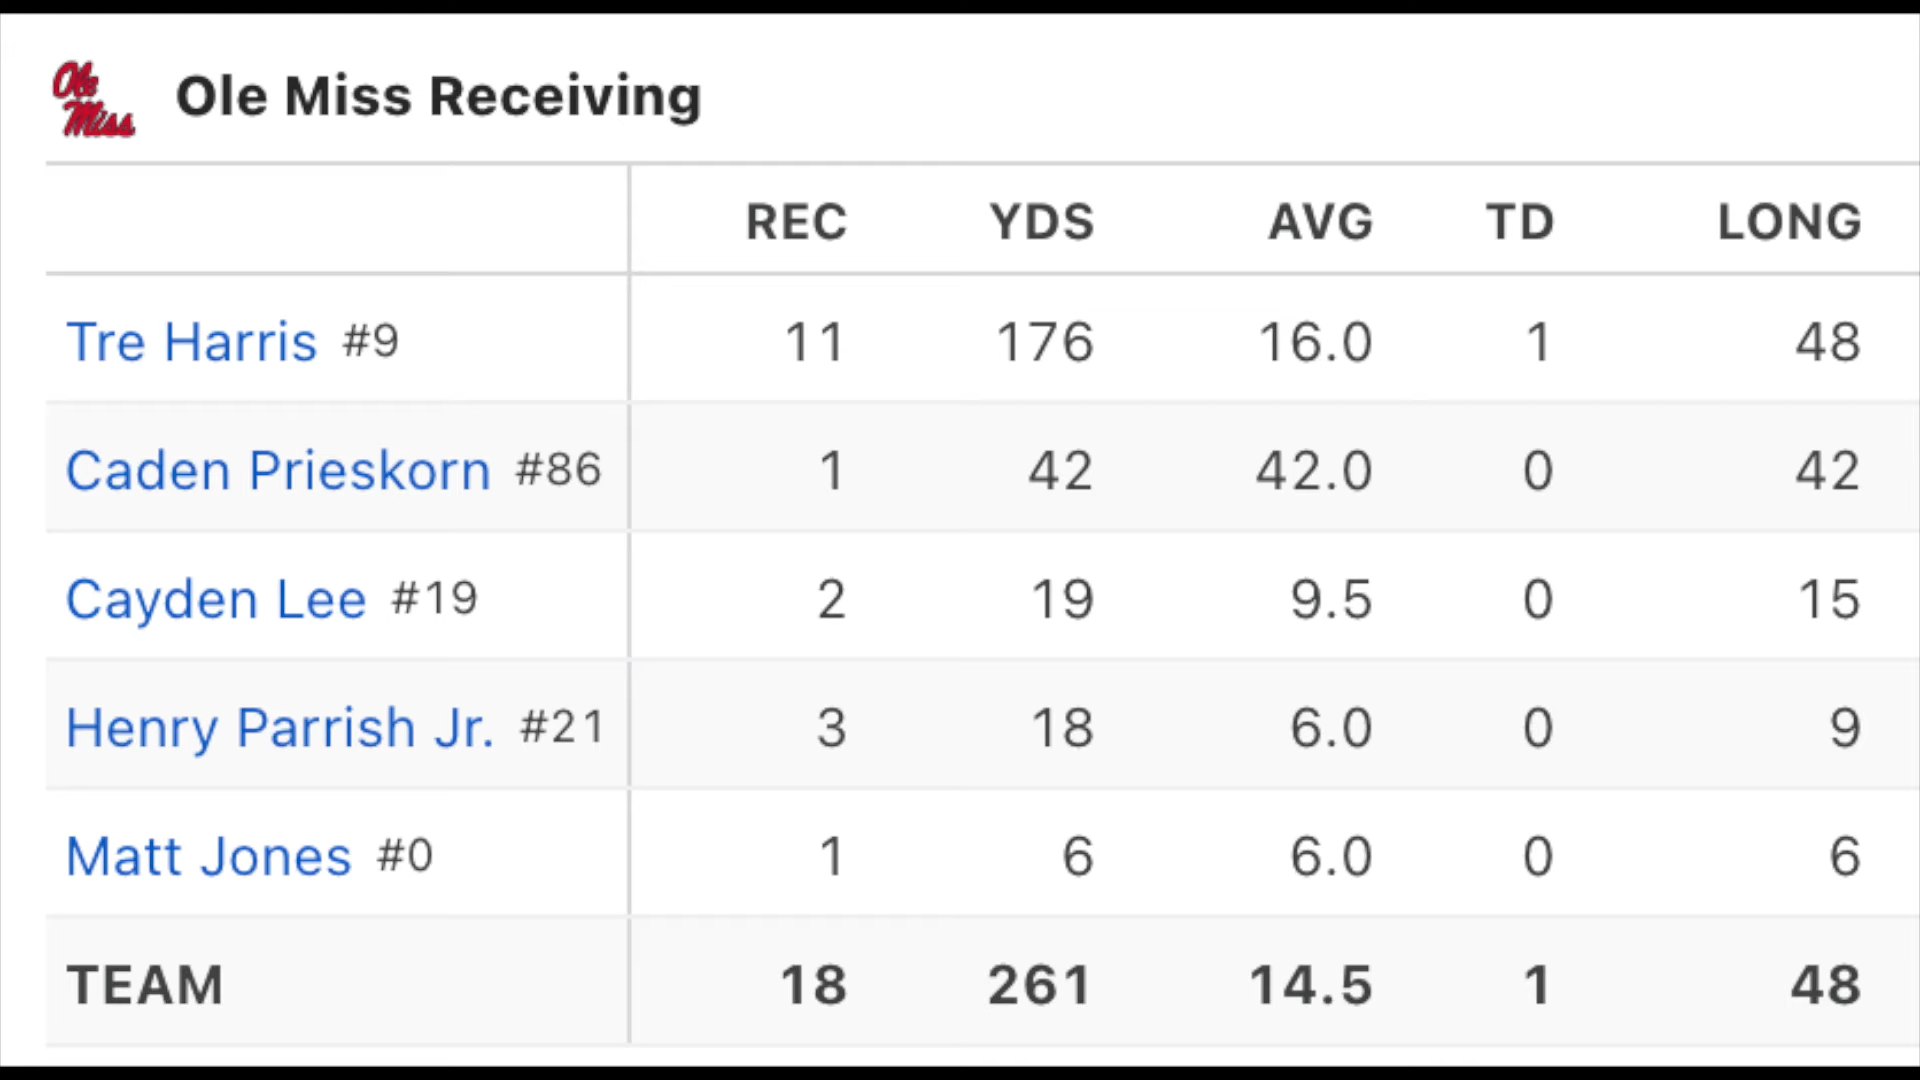 Ole
Miss
Ole Miss Receiving
REC YDS AVG TD LONG
Tre Harris #9 11 176 16.0 1 48
Caden Prieskorn #86 1 42 42.0 0 42
Cayden Lee #19 2 19 9.5 0 15
Henry Parrish Jr. #21 3 18 6.0 0 9
Matt Jones #0 1 6 6.0 0 6
TEAM 18 261 14.5 1 48